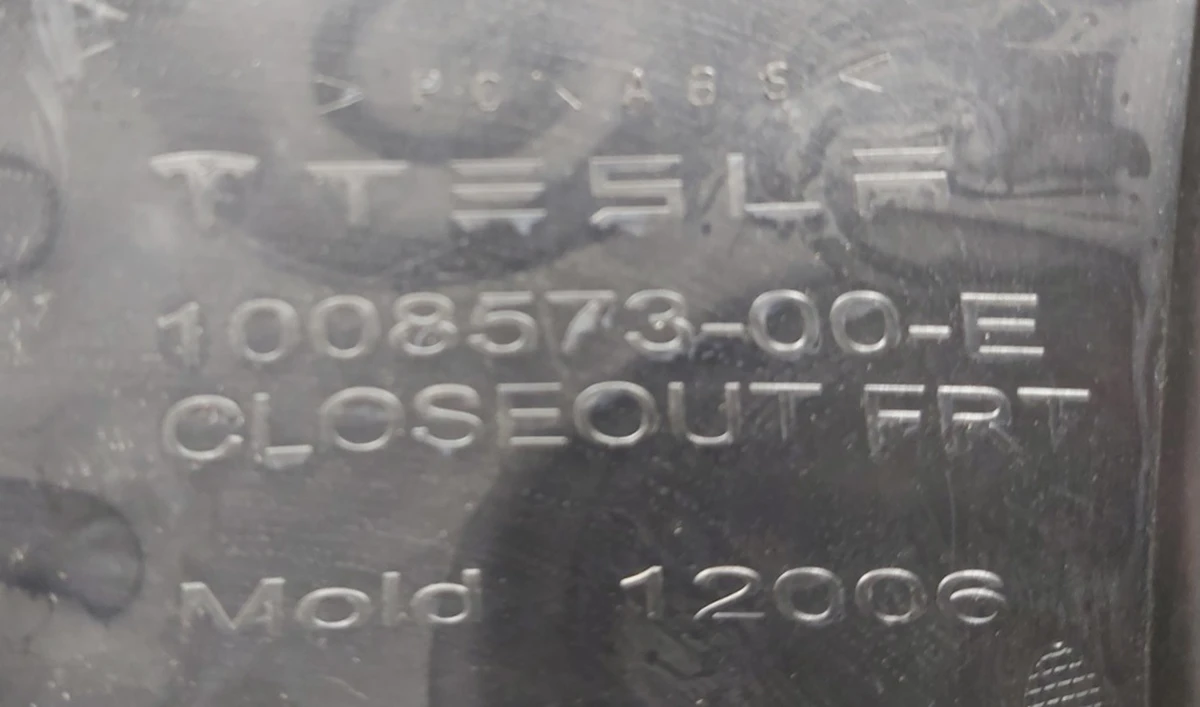 >PC\ABS<
TESLA
1008573-00-E
CLOSEOUT FRT
Mold 12006